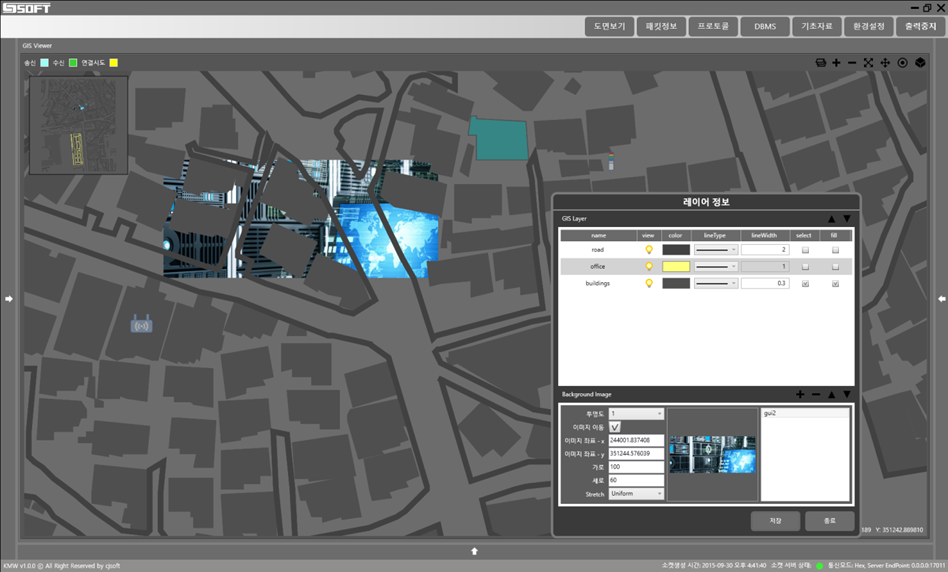 CJSOFT
도면보기 패킷정보 프로토콜 DBMS 기초자료 환경설정 출력중지
GIS Viewer
송신 수신 연결시도
레이어 정보
GIS Layer
name view color lineType lineWidth select fill
road 2
office 1
buildings 0.3
Background Image
투명도 1
gui2
이미지 이동
이미지 좌표 - x 244001.837408
이미지 좌표 - y 351244.576039
가로 100
세로 60
Stretch Uniform
저장 종료
189 Y: 351242.889810
KMW v1.0.0 ⓒ All Right Reserved by cjsoft
소켓생성 시간: 2015-09-30 오후 4:41:40 소켓 서버 상태: 통신모드: Hex, Server EndPoint: 0.0.0.0:17011